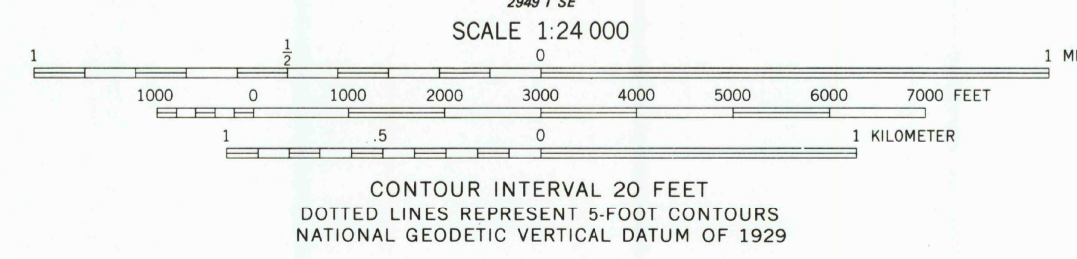 2949 I SE
SCALE 1:24 000
1 1/2 0 1 MI
1000 0 1000 2000 3000 4000 5000 6000 7000 FEET
1 .5 0 1 KILOMETER
CONTOUR INTERVAL 20 FEET
DOTTED LINES REPRESENT 5-FOOT CONTOURS
NATIONAL GEODETIC VERTICAL DATUM OF 1929